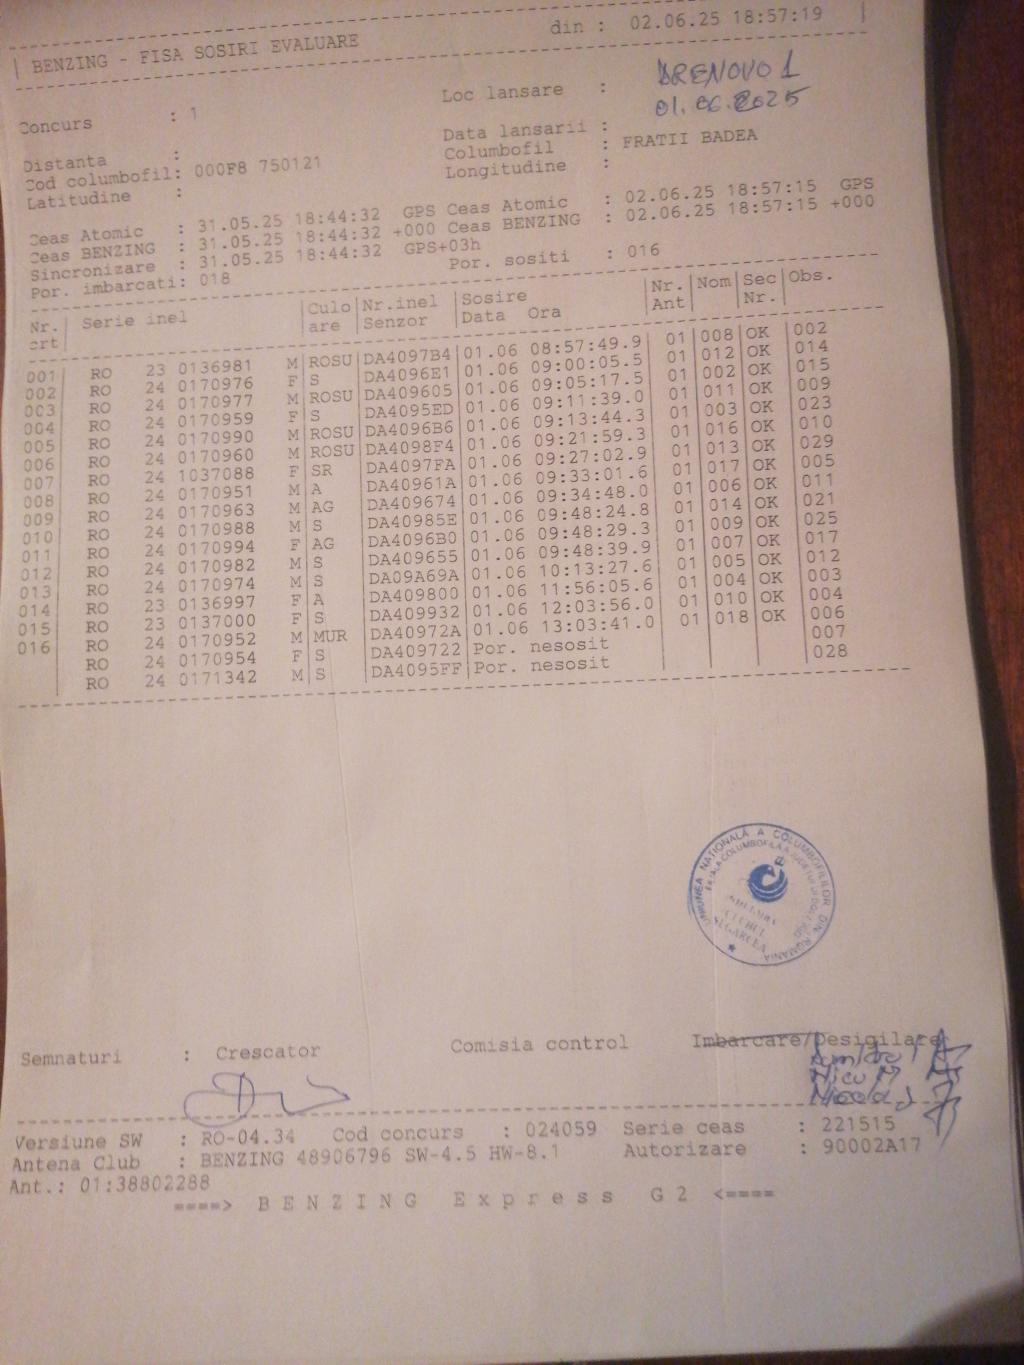 BENZING - FISA SOSIRI EVALUARE din : 02.06.25 18:57:19
Concurs : 1 Loc lansare : BRENOVO 1
Data lansarii : 01.06.2025
Distanta : Columbofil : FRATII BADEA
Cod columbofil: 000F8 750121 Longitudine :
Latitudine :
Ceas Atomic : 31.05.25 18:44:32 GPS Ceas Atomic : 02.06.25 18:57:15 GPS
Ceas BENZING : 31.05.25 18:44:32 +000 Ceas BENZING : 02.06.25 18:57:15 +000
Sincronizare : 31.05.25 18:44:32 GPS+03h
Por. imbarcati: 018 Por. sositi : 016
Nr. Serie inel Culo Nr.inel Sosire Nr. Nom Sec Obs.
crt are Senzor Data Ora Ant Nr.
001 RO 23 0136981 M ROSU DA4097B4 01.06 08:57:49.9 01 008 OK 002
002 RO 24 0170976 F S DA4096E1 01.06 09:00:05.5 01 012 OK 014
003 RO 24 0170977 M ROSU DA409605 01.06 09:05:17.5 01 002 OK 015
004 RO 24 0170959 F S DA4095ED 01.06 09:11:39.0 01 011 OK 009
005 RO 24 0170990 M ROSU DA4096B6 01.06 09:13:44.3 01 003 OK 023
006 RO 24 0170960 M ROSU DA4098F4 01.06 09:21:59.3 01 016 OK 010
007 RO 24 1037088 F SR DA4097FA 01.06 09:27:02.9 01 013 OK 029
008 RO 24 0170951 M A DA40961A 01.06 09:33:01.6 01 017 OK 005
009 RO 24 0170963 M AG DA409674 01.06 09:34:48.0 01 006 OK 011
010 RO 24 0170988 M S DA40985E 01.06 09:48:24.8 01 014 OK 021
011 RO 24 0170994 F AG DA4096B0 01.06 09:48:29.3 01 009 OK 025
012 RO 24 0170982 M S DA409655 01.06 09:48:39.9 01 007 OK 017
013 RO 24 0170974 M S DA09A69A 01.06 10:13:27.6 01 005 OK 012
014 RO 23 0136997 F A DA409800 01.06 11:56:05.6 01 004 OK 003
015 RO 23 0137000 F S DA409932 01.06 12:03:56.0 01 010 OK 004
016 RO 24 0170952 M MUR DA40972A 01.06 13:03:41.0 01 018 OK 006
RO 24 0170954 F S DA409722 Por. nesosit 007
RO 24 0171342 M S DA4095FF Por. nesosit 028
UNIUNEA NATIONALĂ A COLUMBOFILILOR DIN ROMANIA
CLUBUL
SEGARCEA
Semnaturi : Crescator Comisia control Imbarcare/Desigilare
Nicu M
Versiune SW : RO-04.34 Cod concurs : 024059 Serie ceas : 221515
Antena Club : BENZING 48906796 SW-4.5 HW-8.1 Autorizare : 90002A17
Ant.: 01:38802288
====> BENZING Express G2 <====